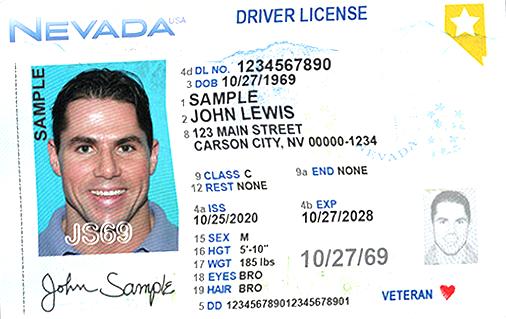 NEVADA USA
DRIVER LICENSE
SAMPLE
4d DL NO. 1234567890
3 DOB 10/27/1969
1 SAMPLE
2 JOHN LEWIS
8 123 MAIN STREET
CARSON CITY, NV 00000-1234
NEVADA
9 CLASS C 9a END NONE
12 REST NONE
4a ISS 4b EXP
10/25/2020 10/27/2028
15 SEX M
16 HGT 5'-10"
17 WGT 185 lbs
18 EYES BRO
19 HAIR BRO
10/27/69
5 DD 12345678901234578901
JS69
John Sample
VETERAN